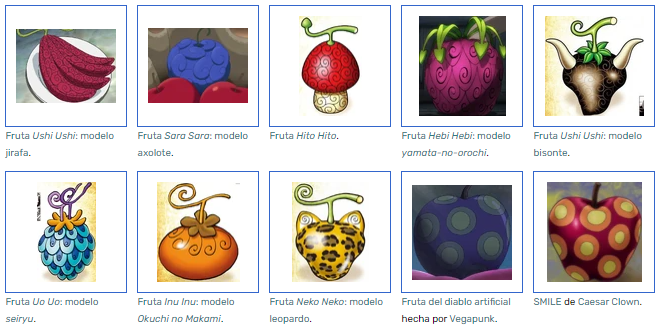 Fruta Ushi Ushi: modelo
jirafa.
Fruta Sara Sara: modelo
axolote.
Fruta Hito Hito.
Fruta Hebi Hebi: modelo
yamata-no-orochi.
Fruta Ushi Ushi: modelo
bisonte.
Fruta Uo Uo: modelo
seiryu.
Fruta Inu Inu: modelo
Okuchi no Makami.
Fruta Neko Neko: modelo
leopardo.
Fruta del diablo artificial
hecha por Vegapunk.
SMILE de Caesar Clown.